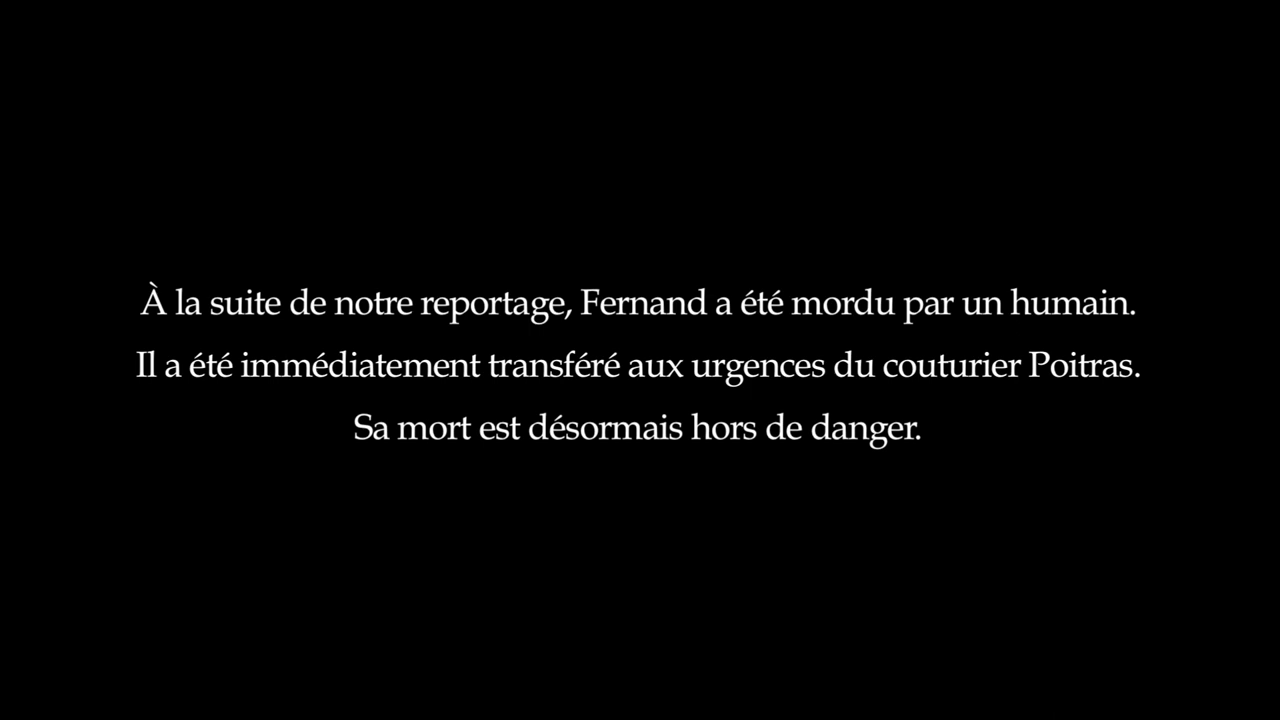 À la suite de notre reportage, Fernand a été mordu par un humain.
Il a été immédiatement transféré aux urgences du couturier Poitras.
Sa mort est désormais hors de danger.